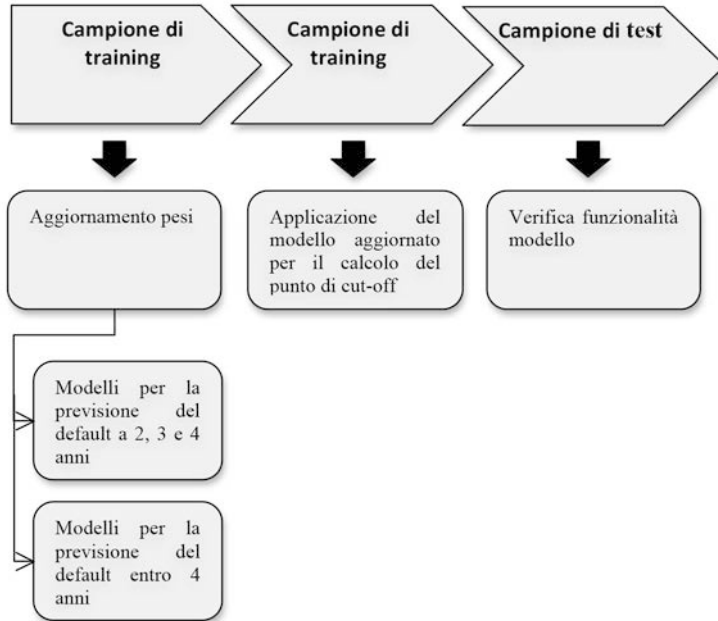 Campione di
training
Campione di
training
Campione di test
Aggiornamento pesi
Applicazione del
modello aggiornato
per il calcolo del
punto di cut-off
Verifica funzionalità
modello
Modelli per la
previsione del
default a 2, 3 e 4
anni
Modelli per la
previsione del
default entro 4
anni